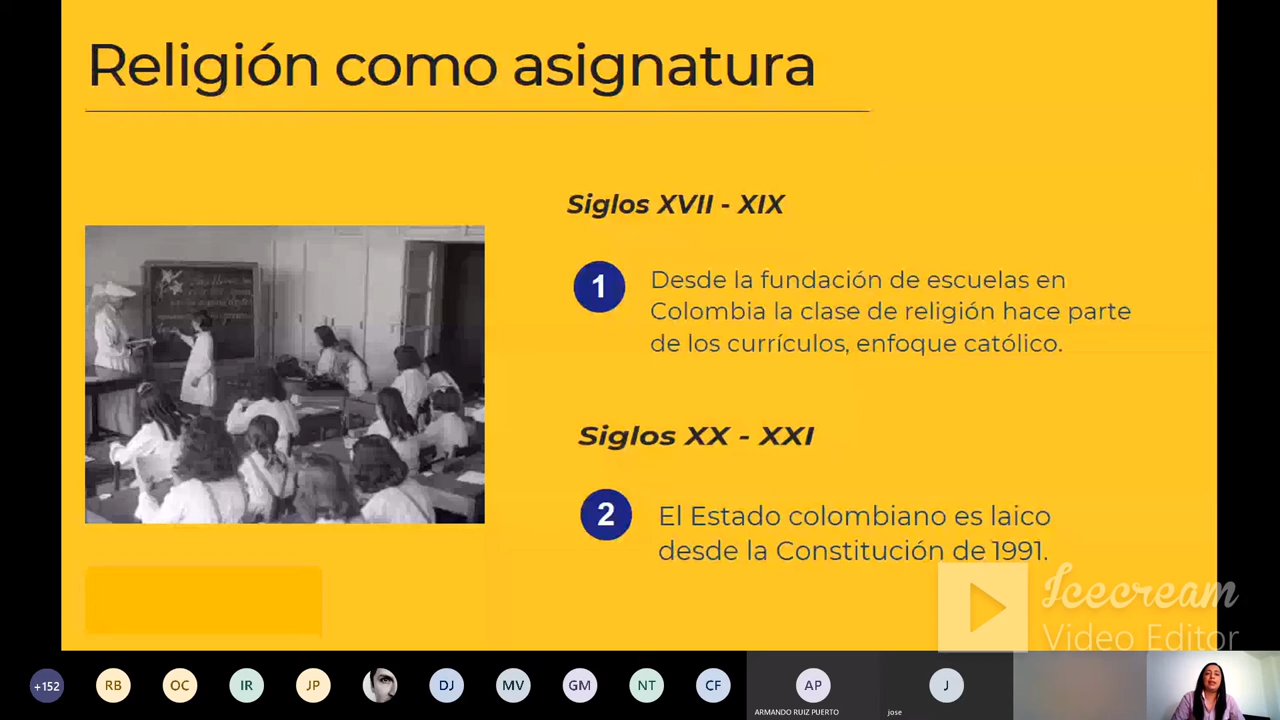 Religión como asignatura
Siglos XVII - XIX
1
Desde la fundación de escuelas en
Colombia la clase de religión hace parte
de los currículos, enfoque católico.
Siglos XX - XXI
2
El Estado colombiano es laico
desde la Constitución de 1991.
Icecream
Video Editor
+152
RB
OC
IR
JP
DJ
MV
GM
NT
CF
AP
ARMANDO RUIZ PUERTO
J
jose